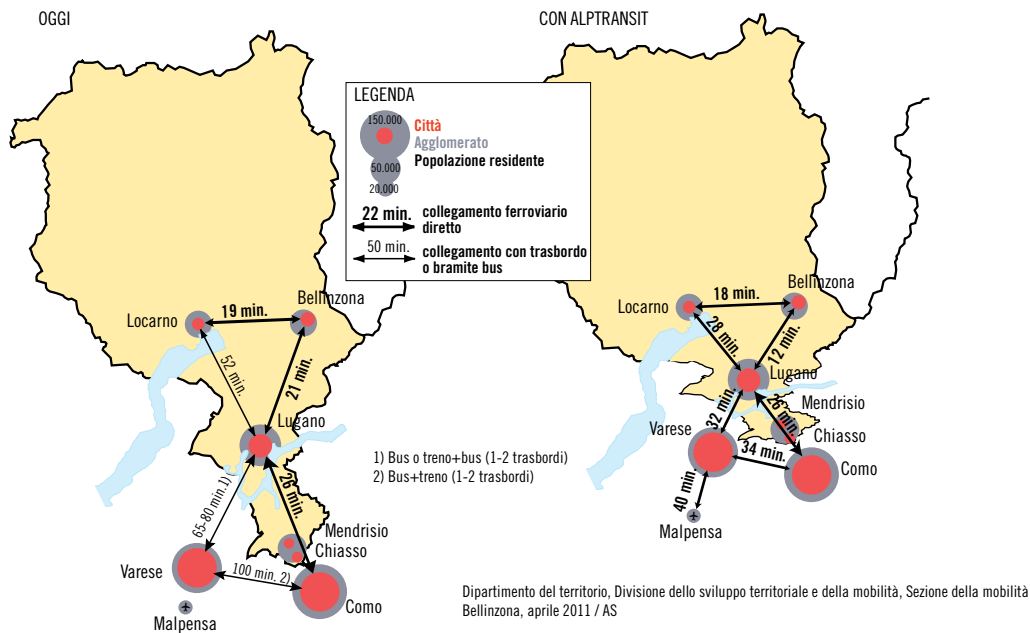 OGGI
CON ALPTRANSIT
LEGENDA
150.000
Città
Agglomerato
Popolazione residente
50.000
20.000
22 min.
collegamento ferroviario
diretto
50 min.
collegamento con trasbordo
o bramite bus
Locarno
19 min.
Bellinzona
52 min.
21 min.
Lugano
65-80 min.1)
26 min.
Mendrisio
Chiasso
Varese
100 min. 2)
Como
Malpensa
1) Bus o treno+bus (1-2 trasbordi)
2) Bus+treno (1-2 trasbordi)
Locarno
18 min.
Bellinzona
28 min.
12 min.
Lugano
32 min.
26 min.
Mendrisio
Varese
Chiasso
34 min.
Como
40 min.
Malpensa
Dipartimento del territorio, Divisione dello sviluppo territoriale e della mobilità, Sezione della mobilità
Bellinzona, aprile 2011 / AS